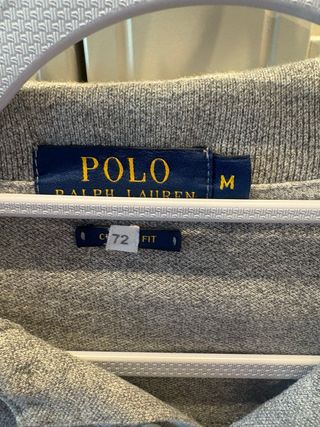 POLO
RALPH LAUREN
M
72
FIT